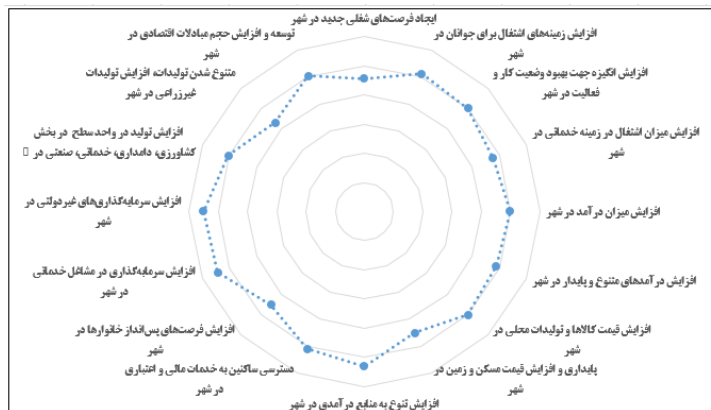 ایجاد فرصت‌های شغلی جدید در شهر
افزایش زمینه‌های اشتغال برای جوانان در
شهر
افزایش انگیزه جهت بهبود وضعیت کار و
فعالیت در شهر
افزایش میزان اشتغال در زمینه خدماتی در
شهر
افزایش میزان درآمد در شهر
افزایش درآمدهای متنوع و پایدار در شهر
افزایش قیمت کالاها و تولیدات محلی در
شهر
پایداری و افزایش قیمت مسکن و زمین در
شهر
افزایش تنوع به منابع درآمدی در شهر
دسترسی ساکنین به خدمات مالی و اعتباری
در شهر
افزایش فرصت‌های پس‌انداز خانوارها در
شهر
افزایش سرمایه‌گذاری در مشاغل خدماتی
در شهر
افزایش سرمایه‌گذاری‌های غیردولتی در
شهر
افزایش تولید در واحد سطح در بخش
کشاورزی، دامداری، خدماتی، صنعتی در
متنوع شدن تولیدات، افزایش تولیدات
غیرزراعی در شهر
توسعه و افزایش حجم مبادلات اقتصادی در
شهر